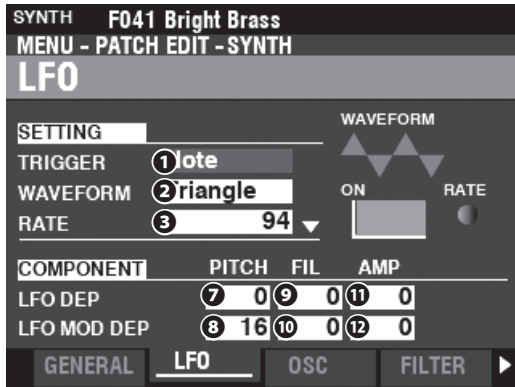 SYNTH F041 Bright Brass
MENU - PATCH EDIT - SYNTH
LFO
SETTING
WAVEFORM
TRIGGER 1 Note
WAVEFORM 2 Triangle
ON RATE
RATE 3 94
COMPONENT PITCH FIL AMP
LFO DEP 7 0 9 0 11 0
LFO MOD DEP 8 16 10 0 12 0
GENERAL LFO OSC FILTER